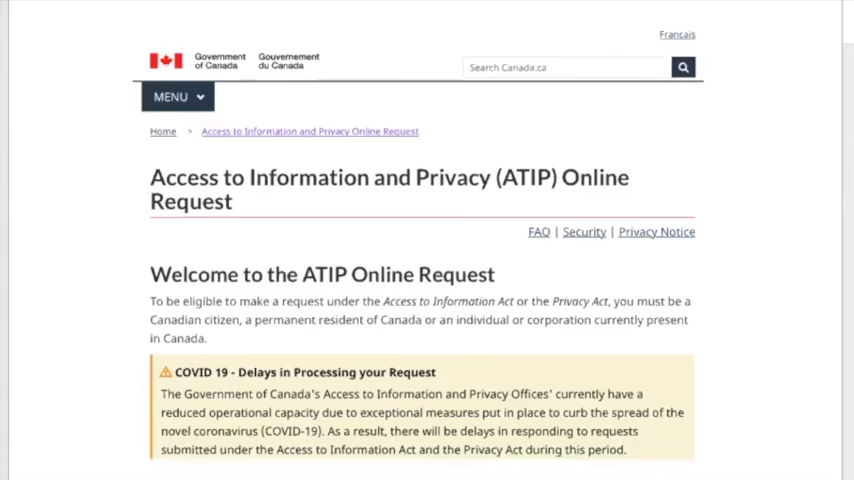 Français
Government of Canada
Gouvernement du Canada
Search Canada.ca
MENU
Home > Access to Information and Privacy Online Request
Access to Information and Privacy (ATIP) Online
Request
FAQ | Security | Privacy Notice
Welcome to the ATIP Online Request
To be eligible to make a request under the Access to Information Act or the Privacy Act, you must be a
Canadian citizen, a permanent resident of Canada or an individual or corporation currently present
in Canada.
COVID 19 - Delays in Processing your Request
The Government of Canada's Access to Information and Privacy Offices' currently have a
reduced operational capacity due to exceptional measures put in place to curb the spread of the
novel coronavirus (COVID-19). As a result, there will be delays in responding to requests
submitted under the Access to Information Act and the Privacy Act during this period.